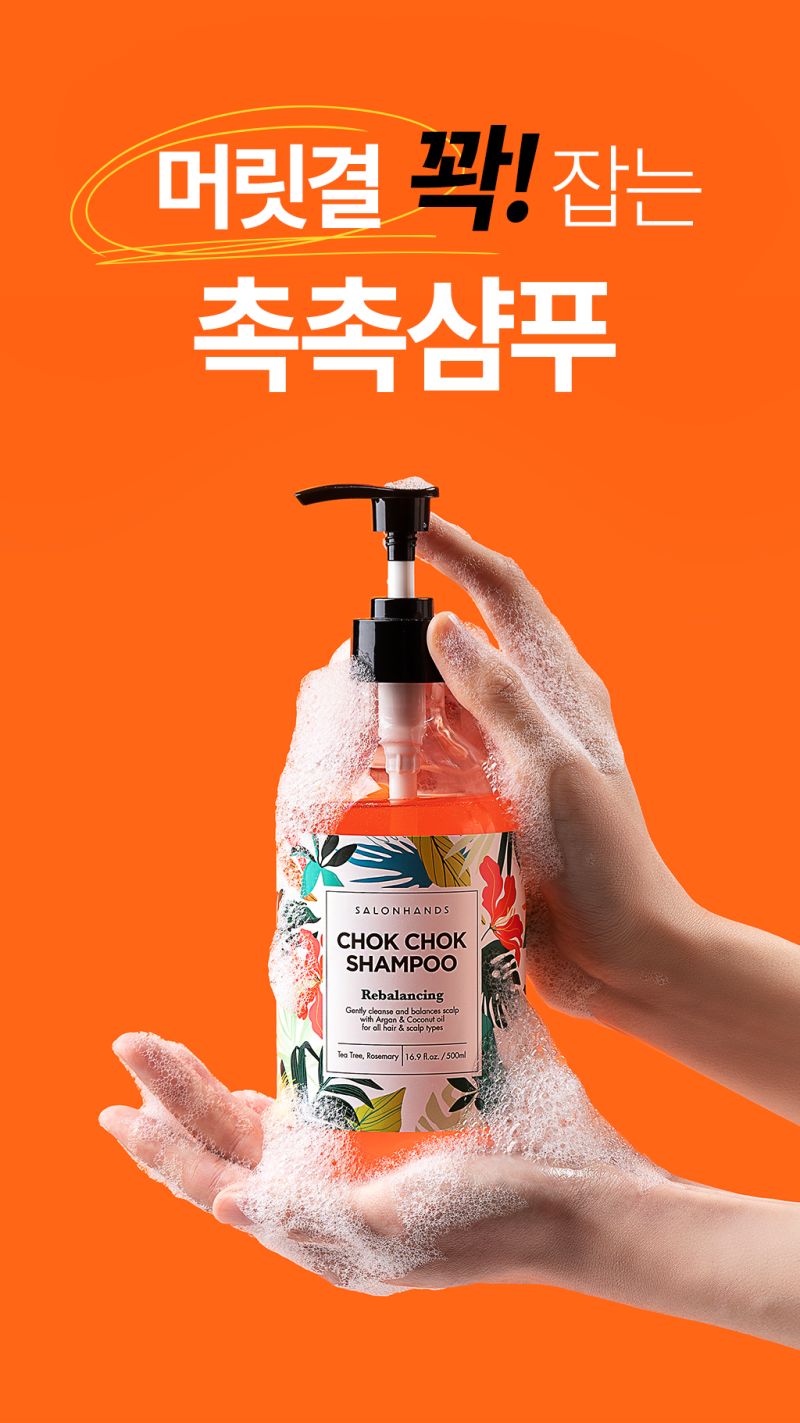 머릿결 꽉! 잡는
촉촉샴푸
SALONHANDS
CHOK CHOK
SHAMPOO
Rebalancing
Gently cleanse and balances scalp
with Argan & Coconut oil
for all hair & scalp types
Tea Tree, Rosemary | 16.9 fl.oz. / 500ml